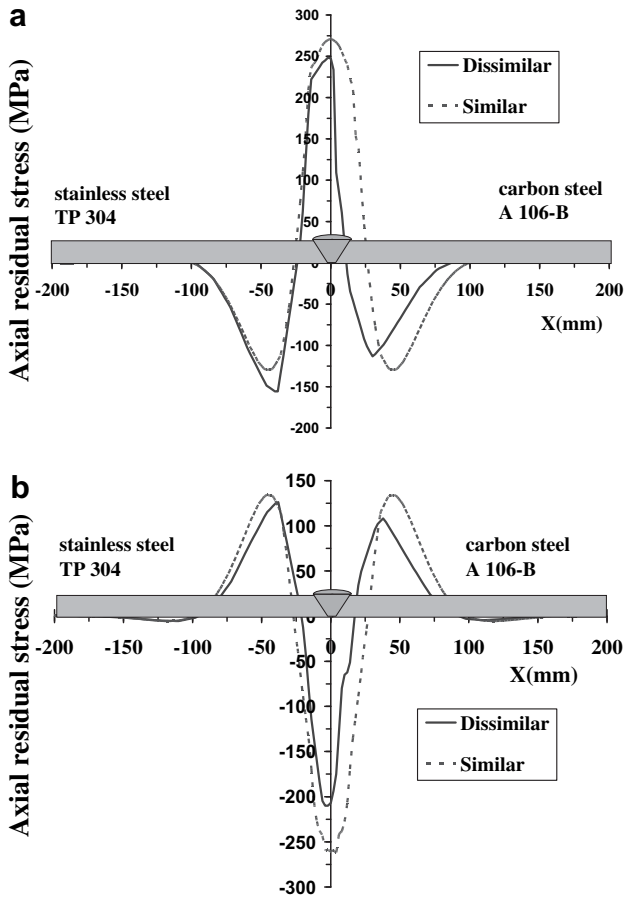 a
Axial residual stress (MPa)
300
250
200
150
100
50
0
-50
-100
-150
-200
Dissimilar
Similar
stainless steel
TP 304
carbon steel
A 106-B
-200 -150 -100 -50 0 50 100 150 200
X(mm)
b
Axial residual stress (MPa)
150
100
50
0
-50
-100
-150
-200
-250
-300
stainless steel
TP 304
carbon steel
A 106-B
-200 -150 -100 -50 0 50 100 150 200
X(mm)
Dissimilar
Similar